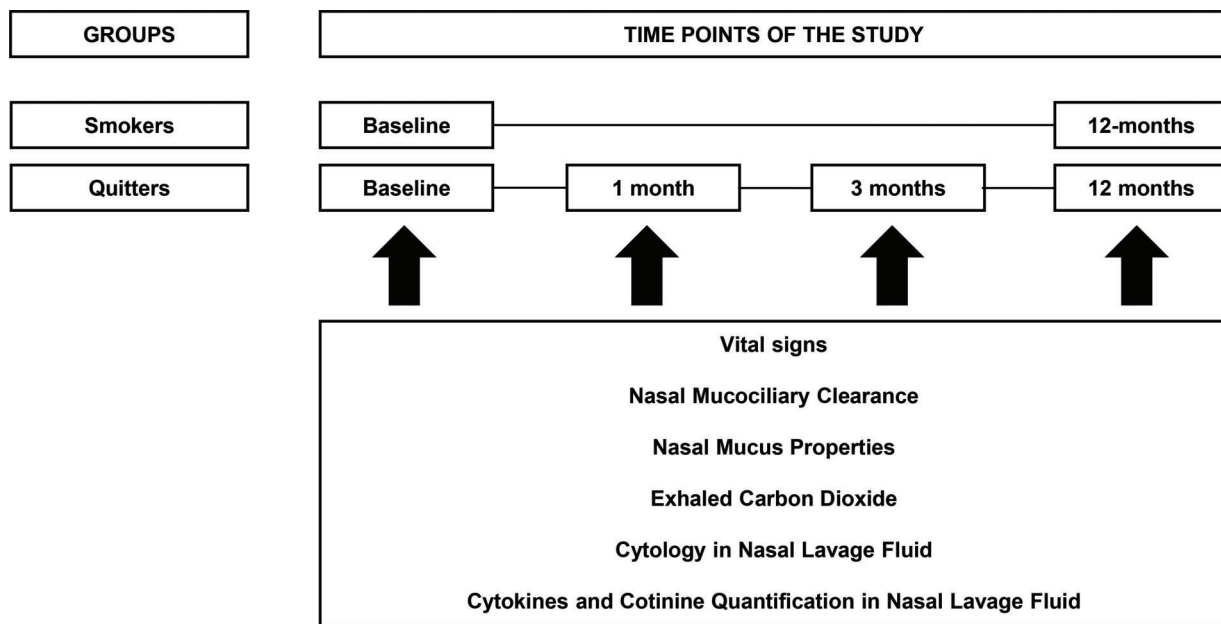 GROUPS
TIME POINTS OF THE STUDY
Smokers
Baseline
12-months
Quitters
Baseline
1 month
3 months
12 months
Vital signs
Nasal Mucociliary Clearance
Nasal Mucus Properties
Exhaled Carbon Dioxide
Cytology in Nasal Lavage Fluid
Cytokines and Cotinine Quantification in Nasal Lavage Fluid